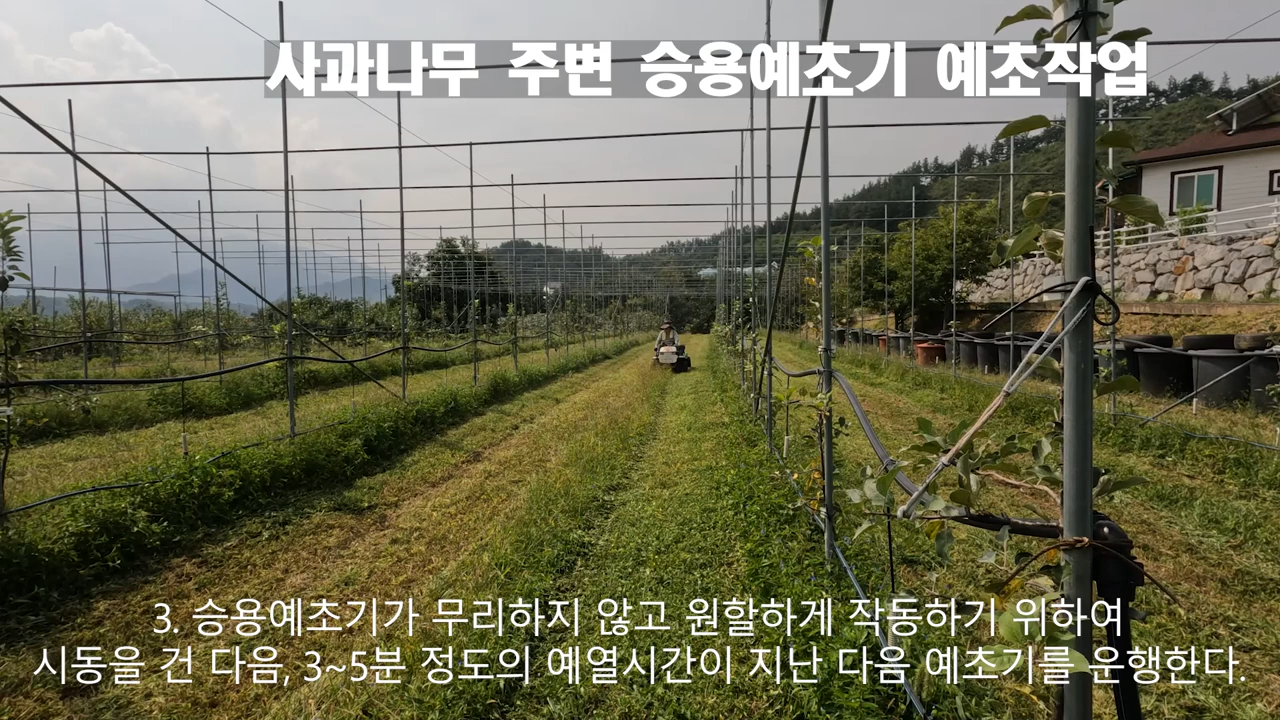 사과나무 주변 승용예초기 예초작업
3. 승용예초기가 무리하지 않고 원할하게 작동하기 위하여
시동을 건 다음, 3~5분 정도의 예열시간이 지난 다음 예초기를 운행한다.